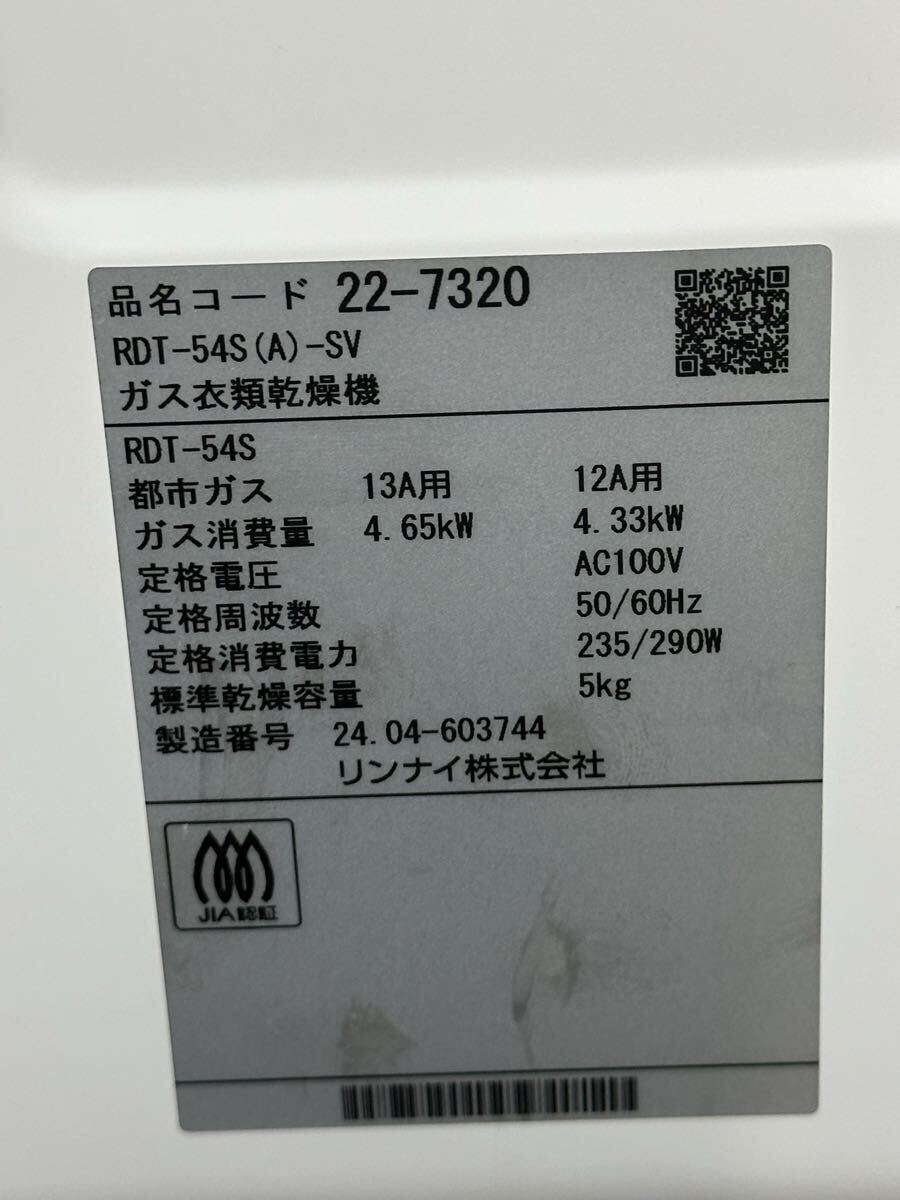 品名コード 22-7320
RDT-54S(A)-SV
ガス衣類乾燥機
RDT-54S
都市ガス 13A用 12A用
ガス消費量 4.65kW 4.33kW
定格電圧 AC100V
定格周波数 50/60Hz
定格消費電力 235/290W
標準乾燥容量 5kg
製造番号 24.04-603744
リンナイ株式会社
JIA認証